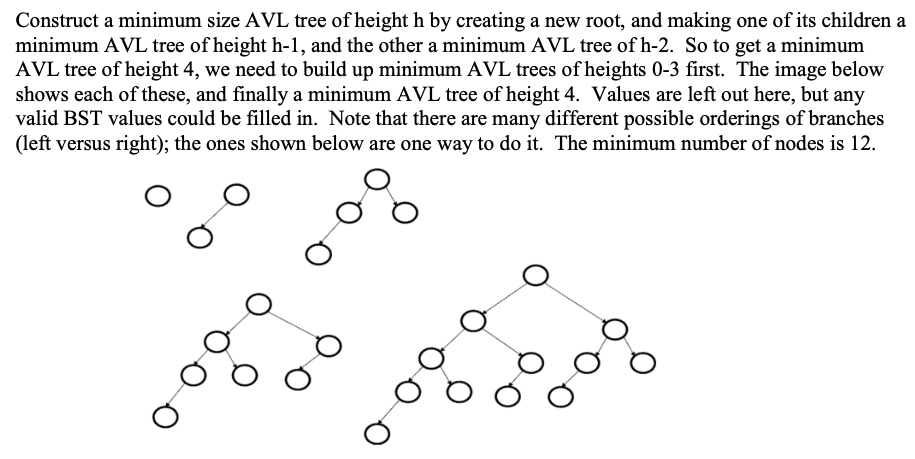 Construct a minimum size AVL tree of height h by creating a new root, and making one of its children a
minimum AVL tree of height h-1, and the other a minimum AVL tree of h-2.  So to get a minimum
AVL tree of height 4, we need to build up minimum AVL trees of heights 0-3 first.  The image below
shows each of these, and finally a minimum AVL tree of height 4.  Values are left out here, but any
valid BST values could be filled in.  Note that there are many different possible orderings of branches
(left versus right); the ones shown below are one way to do it.  The minimum number of nodes is 12.